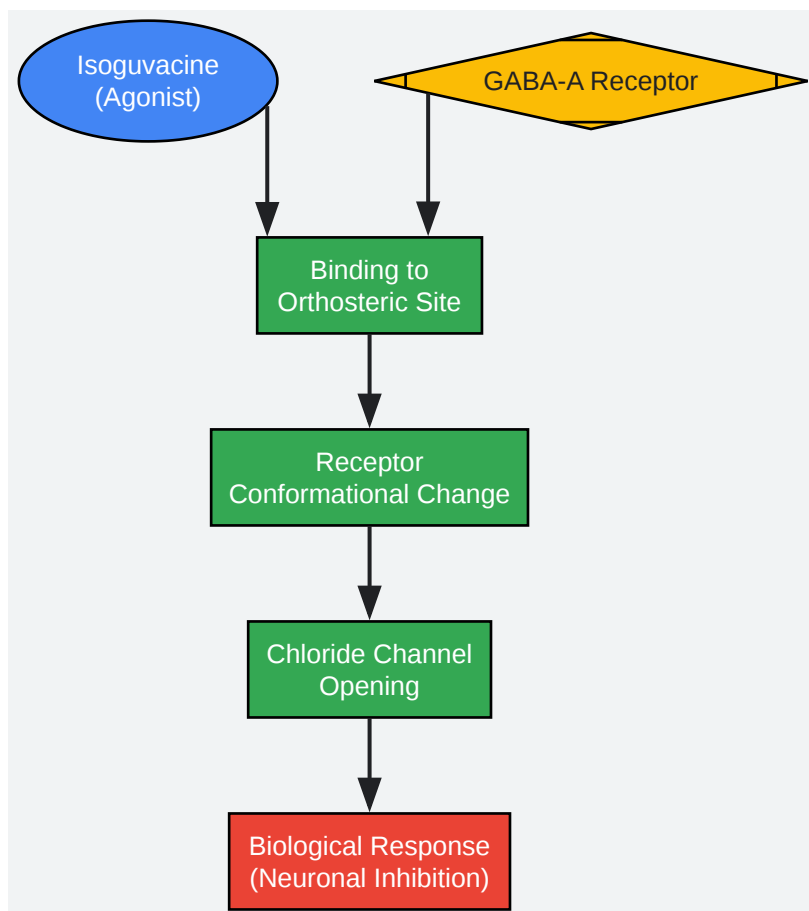 Isoguvacine
(Agonist)
GABA-A Receptor
Binding to
Orthosteric Site
Receptor
Conformational Change
Chloride Channel
Opening
Biological Response
(Neuronal Inhibition)